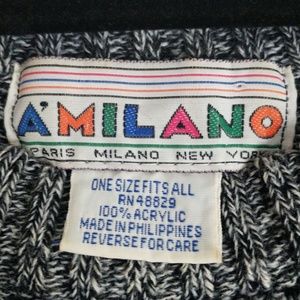 A'MILANO
PARIS MILANO NEW YORK
ONE SIZE FITS ALL
RN 48829
100% ACRYLIC
MADE IN PHILIPPINES
REVERSE FOR CARE